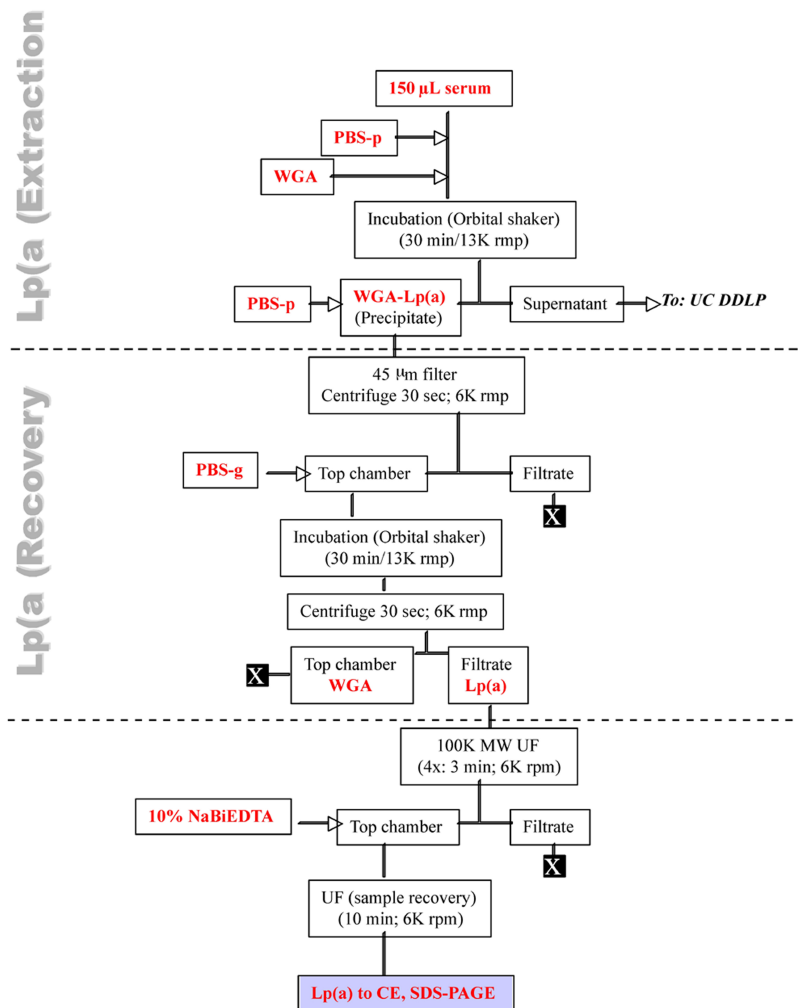 Lp(a (Extraction
150 µL serum
PBS-p
WGA
Incubation (Orbital shaker)
(30 min/13K rmp)
PBS-p
WGA-Lp(a)
(Precipitate)
Supernatant
To: UC DDLP
Lp(a (Recovery
45 µm filter
Centrifuge 30 sec; 6K rmp
PBS-g
Top chamber
Filtrate
X
Incubation (Orbital shaker)
(30 min/13K rmp)
Centrifuge 30 sec; 6K rmp
X
Top chamber
WGA
Filtrate
Lp(a)
100K MW UF
(4x: 3 min; 6K rpm)
10% NaBiEDTA
Top chamber
Filtrate
X
UF (sample recovery)
(10 min; 6K rpm)
Lp(a) to CE, SDS-PAGE